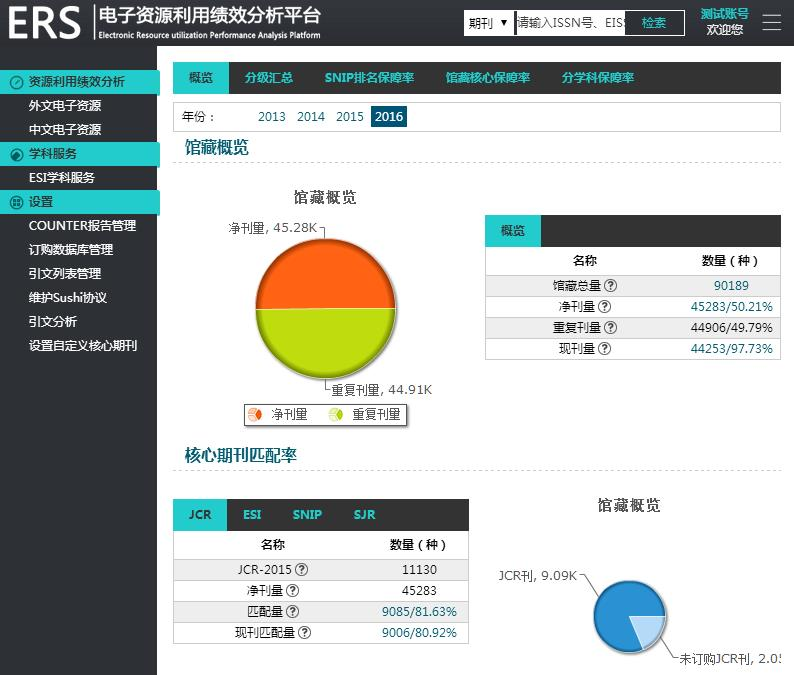 ERS
电子资源利用绩效分析平台
Electronic Resource utilization Performance Analysis Platform
期刊 ▼
请输入ISSN号、EIS
检索
测试账号
欢迎您
资源利用绩效分析
外文电子资源
中文电子资源
学科服务
ESI学科服务
设置
COUNTER报告管理
订购数据库管理
引文列表管理
维护Sushi协议
引文分析
设置自定义核心期刊
概览 分级汇总 SNIP排名保障率 馆藏核心保障率 分学科保障率
年份： 2013 2014 2015 2016
馆藏概览
馆藏概览
净刊量, 45.28K
重复刊量, 44.91K
净刊量 重复刊量
概览
名称 数量（种）
馆藏总量 ? 90189
净刊量 ? 45283/50.21%
重复刊量 ? 44906/49.79%
现刊量 ? 44253/97.73%
核心期刊匹配率
JCR ESI SNIP SJR
名称 数量（种）
JCR-2015 ? 11130
净刊量 ? 45283
匹配量 ? 9085/81.63%
现刊匹配量 ? 9006/80.92%
馆藏概览
JCR刊, 9.09K
未订购JCR刊, 2.05